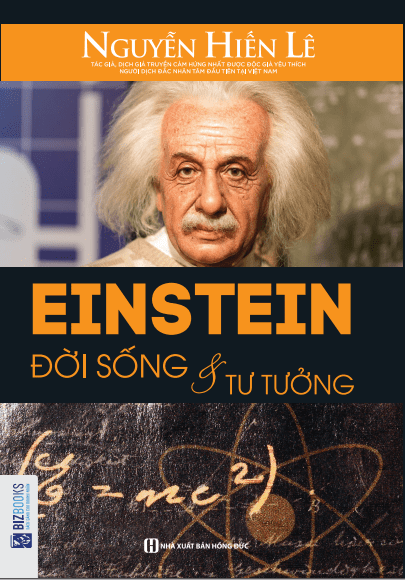 NGUYỄN HIẾN LÊ
TÁC GIẢ, DỊCH GIẢ TRUYỀN CẢM HỨNG NHẤT ĐƯỢC ĐỘC GIẢ YÊU THÍCH
NGƯỜI DỊCH ĐẮC NHÂN TÂM ĐẦU TIÊN TẠI VIỆT NAM
EINSTEIN
ĐỜI SỐNG
& TƯ TƯỞNG
= mc²)
BIZBOOKS
NHÀ XUẤT BẢN HỒNG ĐỨC